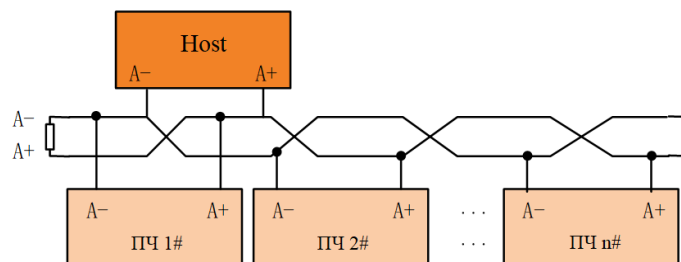 Host
A− A+
A−
A+
A− A+ A− A+ ... A− A+
ПЧ 1# ПЧ 2# ... ПЧ n#